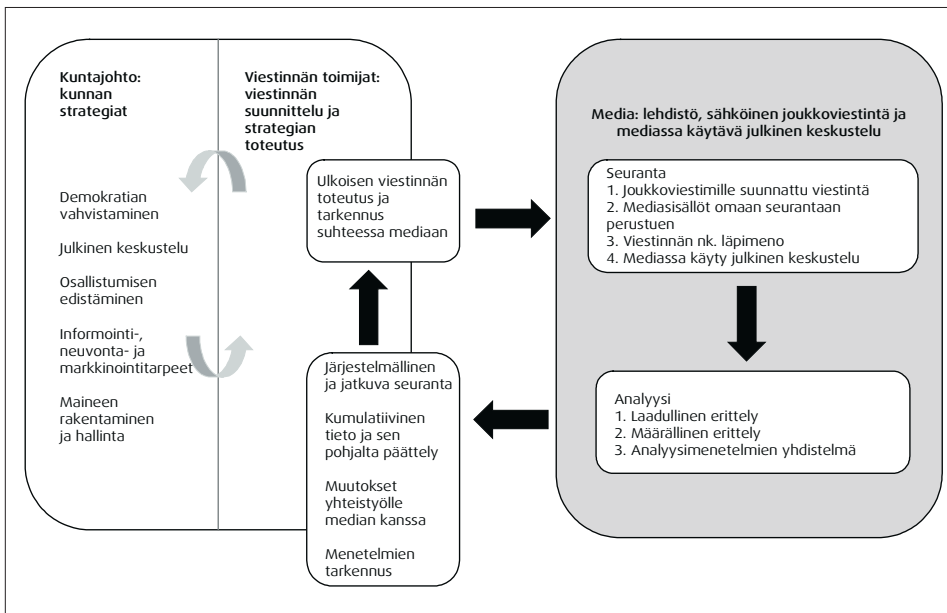 Kuntajohto:
kunnan
strategiat
Demokratian
vahvistaminen
Julkinen keskustelu
Osallistumisen
edistäminen
Informointi-,
neuvonta- ja
markkinointitarpeet
Maineen
rakentaminen
ja hallinta
Viestinnän toimijat:
viestinnän
suunnittelu ja
strategian
toteutus
Ulkoisen viestinnän
toteutus ja
tarkennus
suhteessa mediaan
Media: lehdistö, sähköinen joukkoviestintä ja
mediassa käytävä julkinen keskustelu
Seuranta
1. Joukkoviestimille suunnattu viestintä
2. Mediasisällöt omaan seurantaan
perustuen
3. Viestinnän nk. läpimeno
4. Mediassa käyty julkinen keskustelu
Analyysi
1. Laadullinen erittely
2. Määrällinen erittely
3. Analyysimenetelmien yhdistelmä
Järjestelmällinen
ja jatkuva seuranta
Kumulatiivinen
tieto ja sen
pohjalta päättely
Muutokset
yhteistyölle
median kanssa
Menetelmien
tarkennus